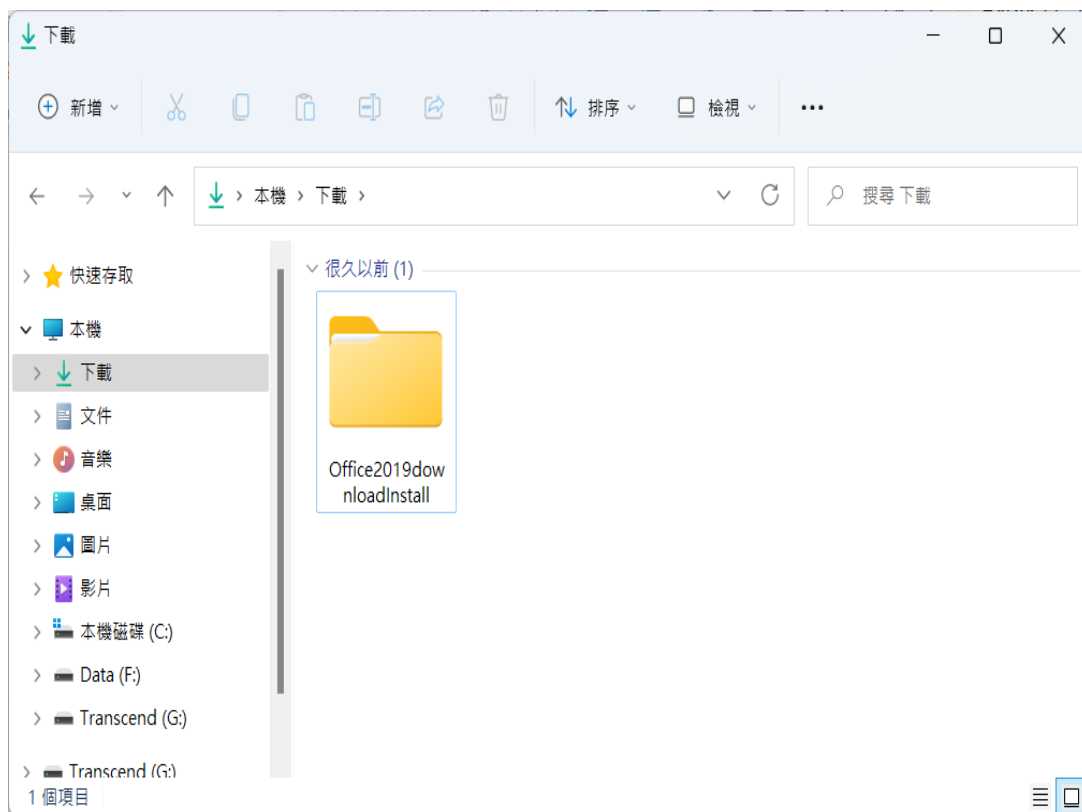 下載
新增 排序 檢視
本機 下載 搜尋 下載
快速存取
本機
下載
文件
音樂
桌面
圖片
影片
本機磁碟 (C:)
Data (F:)
Transcend (G:)
Transcend (G:)
很久以前 (1)
Office2019dow
nloadInstall
1 個項目